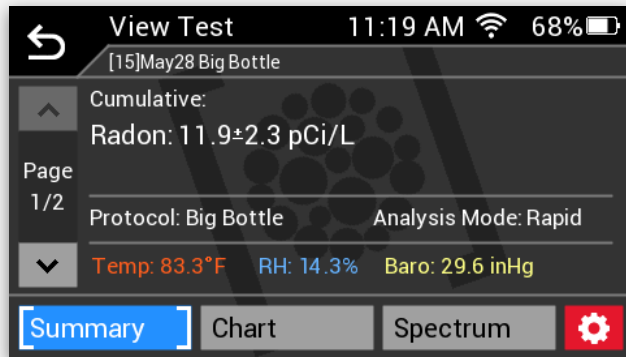 View Test 11:19 AM 68%
[15]May28 Big Bottle
Cumulative:
Radon: 11.9±2.3 pCi/L
Page
1/2
Protocol: Big Bottle Analysis Mode: Rapid
Temp: 83.3°F RH: 14.3% Baro: 29.6 inHg
Summary Chart Spectrum